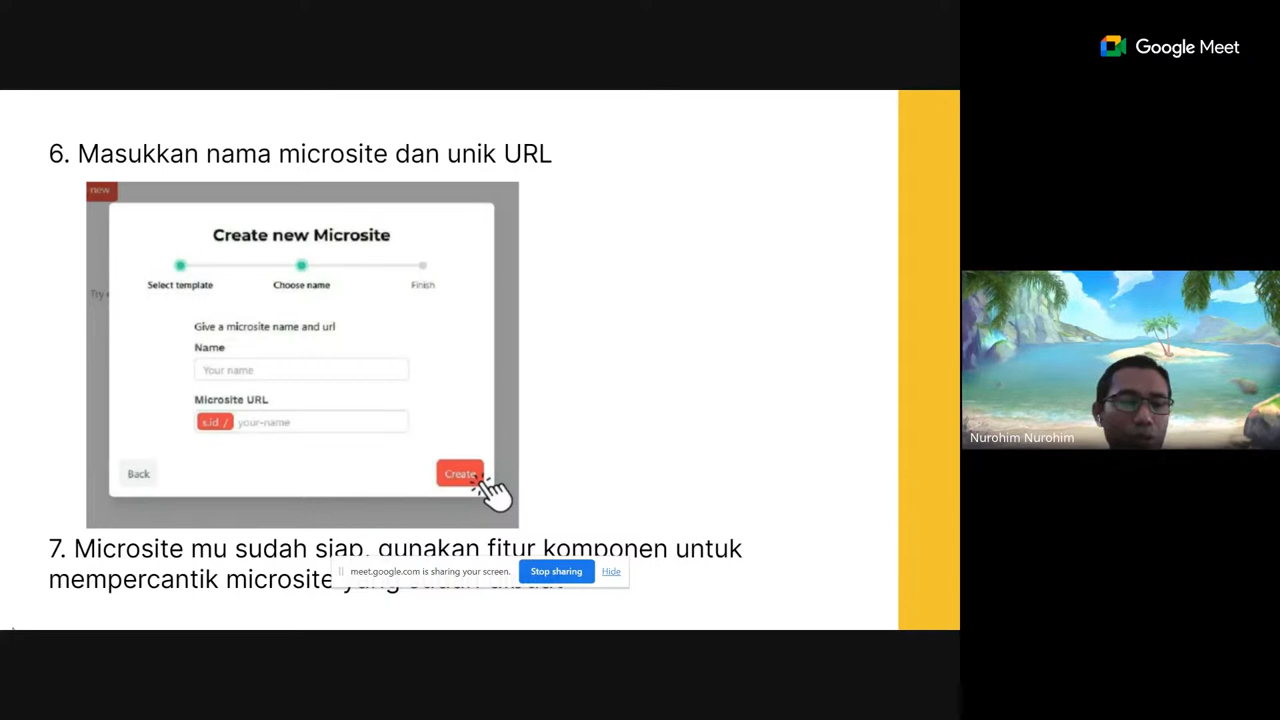 Google Meet
6. Masukkan nama microsite dan unik URL
new
Create new Microsite
Select template
Choose name
Finish
Try
Give a microsite name and url
Name
Your name
Microsite URL
s.id / your-name
Back
Create
7. Microsite mu sudah siap, gunakan fitur komponen untuk
mempercantik microsite yang
meet.google.com is sharing your screen.
Stop sharing
Hide
Nurohim Nurohim